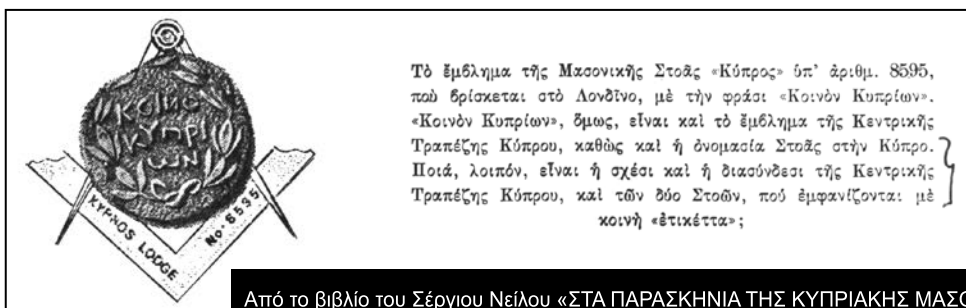 ΚΟΙΝΟ
ΚΥΠΡΙ
ΩΝ
KYPROS LODGE
No. 8595
Τὸ ἔμβλημα τῆς Μασονικῆς Στοᾶς «Κύπρος» ὑπ' ἀριθμ. 8595,
ποὺ βρίσκεται στὸ Λονδῖνο, μὲ τὴν φράσι «Κοινὸν Κυπρίων».
«Κοινὸν Κυπρίων», ὅμως, εἶναι καὶ τὸ ἔμβλημα τῆς Κεντρικῆς
Τραπέζης Κύπρου, καθὼς καὶ ἡ ὀνομασία Στοᾶς στὴν Κύπρο.
Ποιά, λοιπόν, εἶναι ἡ σχέσι καὶ ἡ διασύνδεσι τῆς Κεντρικῆς
Τραπέζης Κύπρου, καὶ τῶν δύο Στοῶν, ποὺ ἐμφανίζονται μὲ
κοινὴ «ἐτικέττα»;
Από το βιβλίο του Σέργιου Νείλου «ΣΤΑ ΠΑΡΑΣΚΗΝΙΑ ΤΗΣ ΚΥΠΡΙΑΚΗΣ ΜΑΣΟ